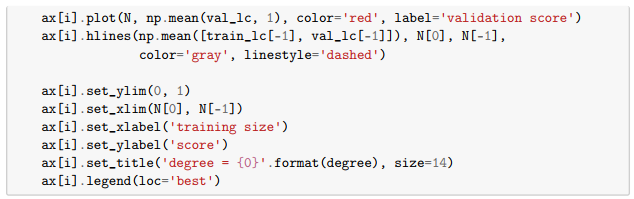 ax[i].plot(N, np.mean(val_lc, 1), color='red', label='validation score')
ax[i].hlines(np.mean([train_lc[-1], val_lc[-1]]), N[0], N[-1],
             color='gray', linestyle='dashed')

ax[i].set_ylim(0, 1)
ax[i].set_xlim(N[0], N[-1])
ax[i].set_xlabel('training size')
ax[i].set_ylabel('score')
ax[i].set_title('degree = {0}'.format(degree), size=14)
ax[i].legend(loc='best')